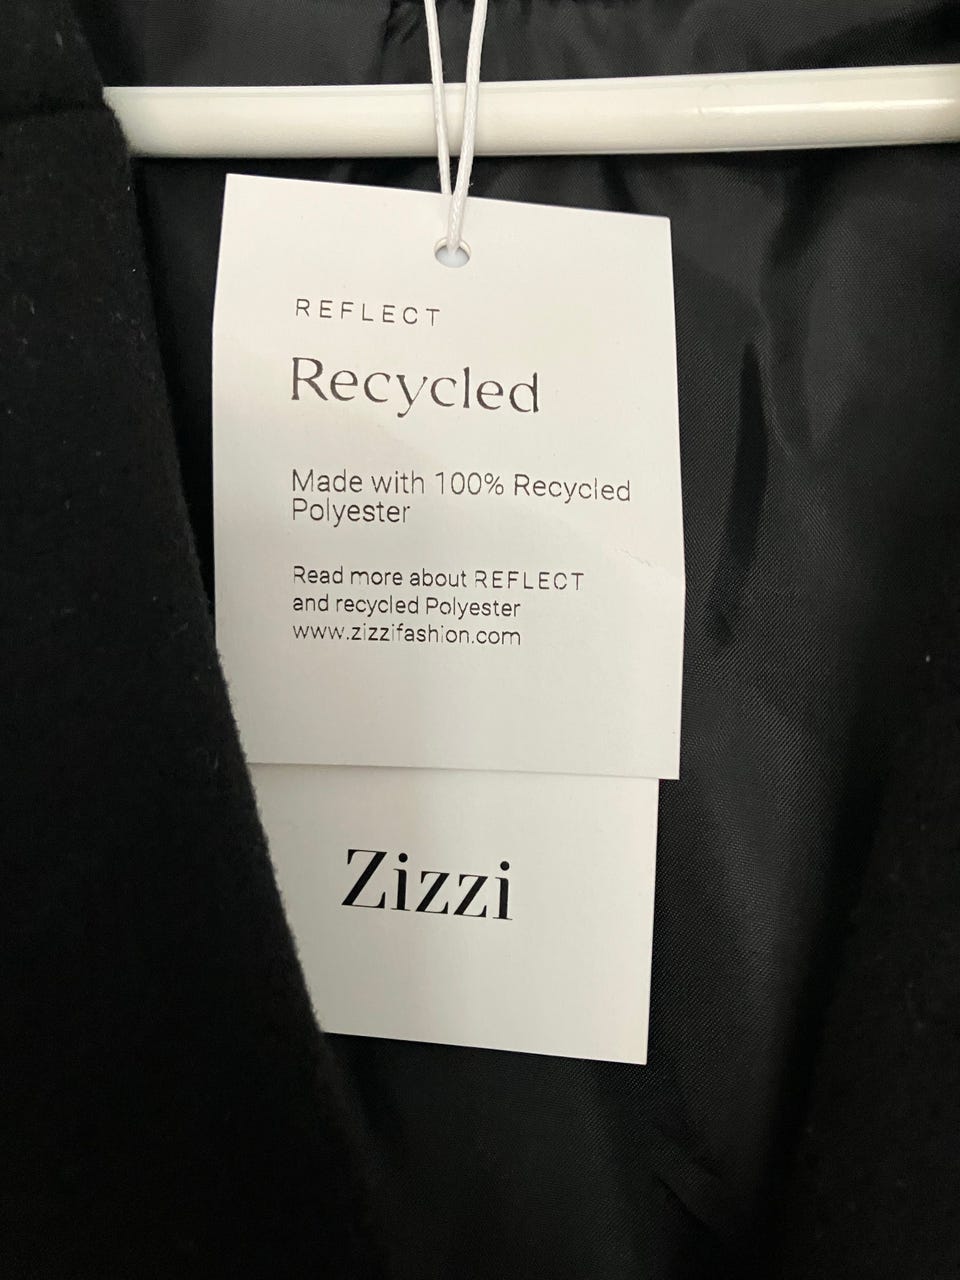 REFLECT
Recycled
Made with 100% Recycled
Polyester
Read more about REFLECT
and recycled Polyester
www.zizzifashion.com
Zizzi